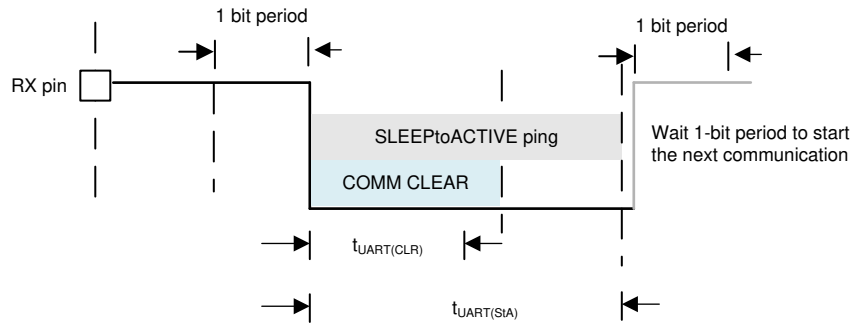 1 bit period
1 bit period
RX pin
SLEEPtoACTIVE ping
Wait 1-bit period to start
the next communication
COMM CLEAR
tUART(CLR)
tUART(StA)